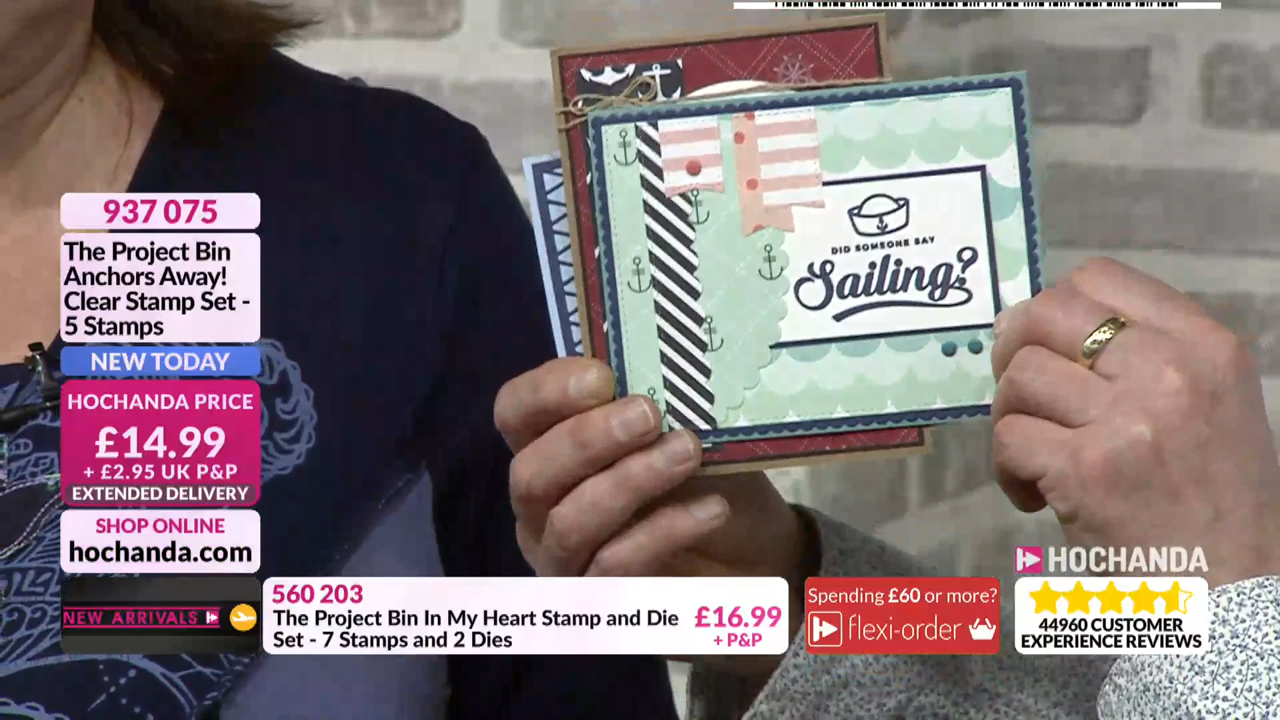 937 075
The Project Bin
Anchors Away!
Clear Stamp Set -
5 Stamps
NEW TODAY
HOCHANDA PRICE
£14.99
+ £2.95 UK P&P
EXTENDED DELIVERY
SHOP ONLINE
hochanda.com
DID SOMEONE SAY
Sailing?
HOCHANDA
NEW ARRIVALS
560 203
The Project Bin In My Heart Stamp and Die
Set - 7 Stamps and 2 Dies
£16.99
+ P&P
Spending £60 or more?
flexi-order
44960 CUSTOMER
EXPERIENCE REVIEWS